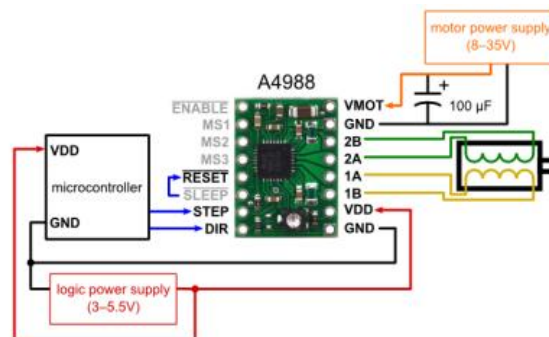 motor power supply
(8–35V)
A4988
ENABLE
MS1
MS2
MS3
RESET
SLEEP
STEP
DIR
VMOT
GND
2B
2A
1A
1B
VDD
GND
+
100 µF
VDD
microcontroller
GND
logic power supply
(3–5.5V)